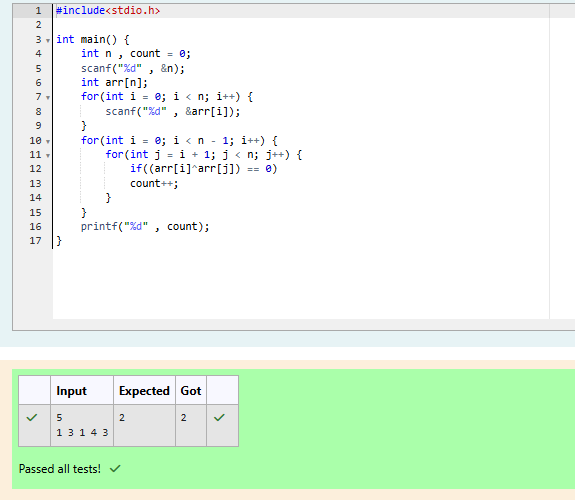 1 #include<stdio.h>
2
3 int main() {
4     int n , count = 0;
5     scanf("%d" , &n);
6     int arr[n];
7     for(int i = 0; i < n; i++) {
8         scanf("%d" , &arr[i]);
9     }
10     for(int i = 0; i < n - 1; i++) {
11         for(int j = i + 1; j < n; j++) {
12             if((arr[i]^arr[j]) == 0)
13             count++;
14         }
15     }
16     printf("%d" , count);
17 }
Input Expected Got
5 2 2
1 3 1 4 3
Passed all tests!